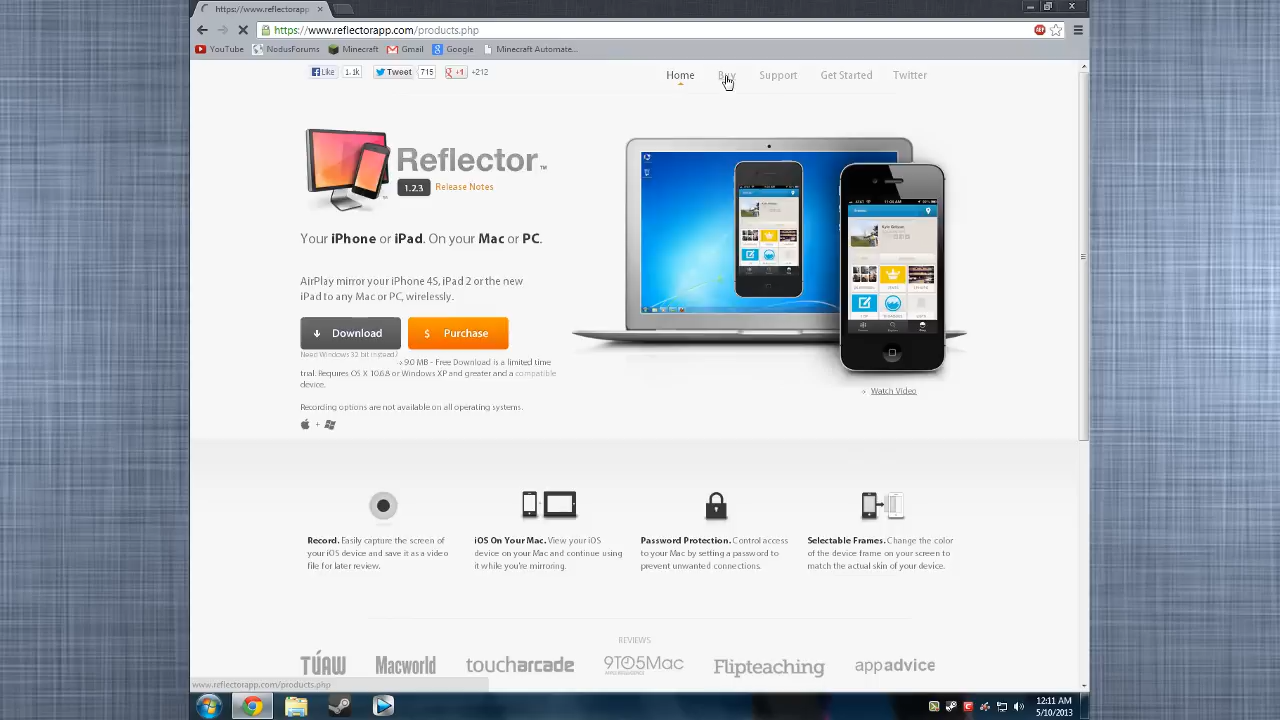 https://www.reflectorapp.c
https://www.reflectorapp.com/products.php
YouTube NodusForums Minecraft Gmail Google Minecraft Automate...
Like 1.1k Tweet 715 +1 +212
Home Buy Support Get Started Twitter
Reflector™
1.2.3 Release Notes
Your iPhone or iPad. On your Mac or PC.
AirPlay mirror your iPhone 4S, iPad 2 or the new
iPad to any Mac or PC, wirelessly.
Download $ Purchase
Need Windows 32 bit instead?
9.0 MB - Free Download is a limited time
trial. Requires OS X 10.6.8 or Windows XP and greater and a compatible
device.
Watch Video
Recording options are not available on all operating systems.
Record. Easily capture the screen of
your iOS device and save it as a video
file for later review.
iOS On Your Mac. View your iOS
device on your Mac and continue using
it while you're mirroring.
Password Protection. Control access
to your Mac by setting a password to
prevent unwanted connections.
Selectable Frames. Change the color
of the device frame on your screen to
match the actual skin of your device.
REVIEWS
TÚAW Macworld toucharcade 9TO5Mac Flipteaching appadvice
www.reflectorapp.com/products.php
12:11 AM
5/10/2013